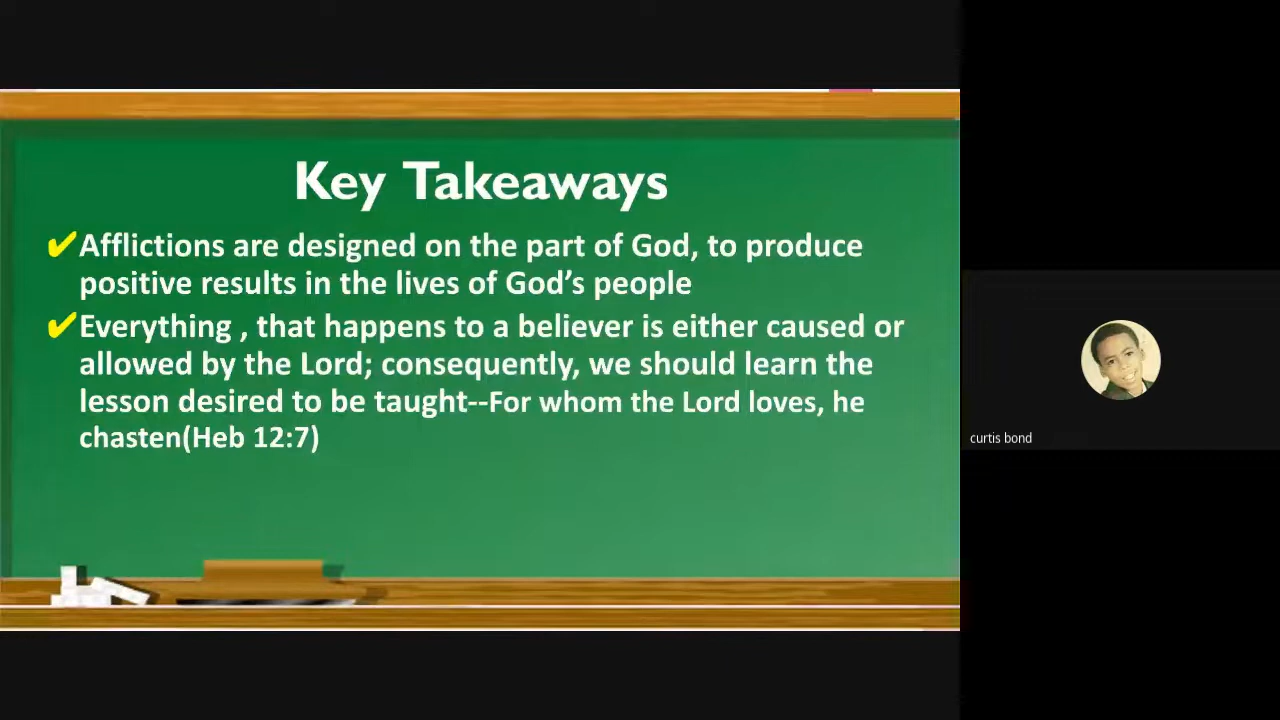 Key Takeaways
✔Afflictions are designed on the part of God, to produce
positive results in the lives of God’s people
✔Everything , that happens to a believer is either caused or
allowed by the Lord; consequently, we should learn the
lesson desired to be taught--For whom the Lord loves, he
chasten(Heb 12:7)
curtis bond